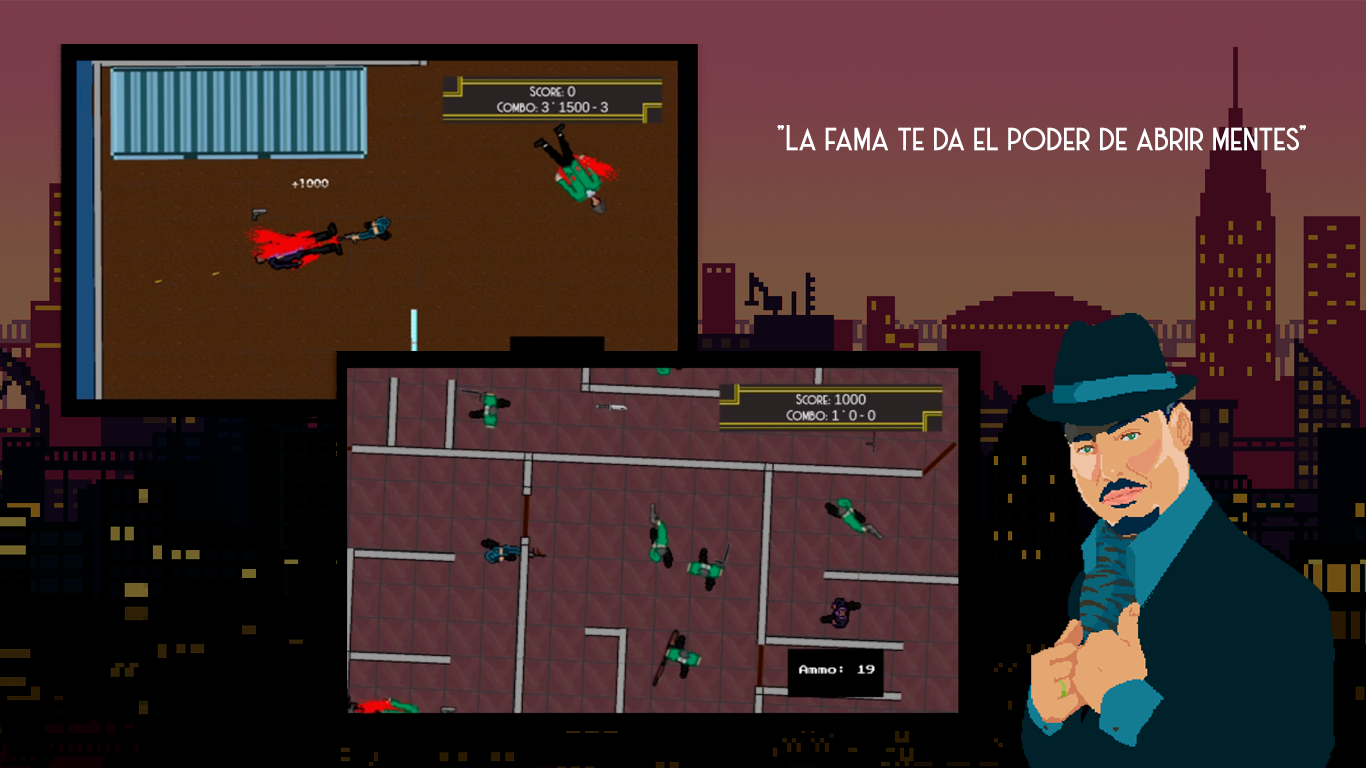 SCORE: 0
COMBO: 3 ' 1500 - 3
"LA FAMA TE DA EL PODER DE ABRIR MENTES"
+1000
SCORE: 1000
COMBO: 1 ' 0 - 0
Ammo: 19